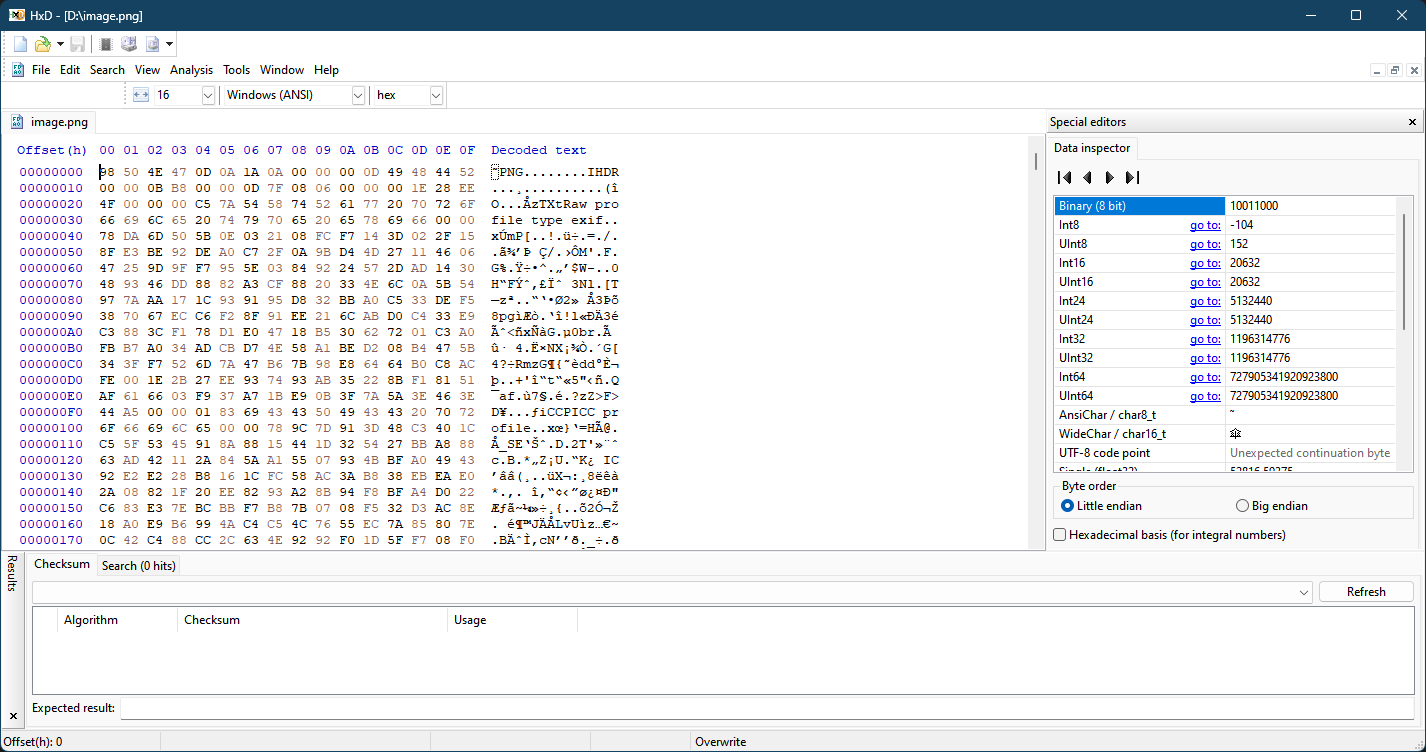 HxD - [D:\image.png]
File Edit Search View Analysis Tools Window Help
16 Windows (ANSI) hex
image.png
Special editors
Data inspector
Offset(h) 00 01 02 03 04 05 06 07 08 09 0A 0B 0C 0D 0E 0F Decoded text
00000000 98 50 4E 47 0D 0A 1A 0A 00 00 00 0D 49 48 44 52 ˜PNG........IHDR
00000010 00 00 0B B8 00 00 0D 7F 08 06 00 00 00 1E 28 EE ...¸..........(î
00000020 4F 00 00 00 C5 7A 54 58 74 52 61 77 20 70 72 6F O...ÅzTXtRaw pro
00000030 66 69 6C 65 20 74 79 70 65 20 65 78 69 66 00 00 file type exif..
00000040 78 DA 6D 50 5B 0E 03 21 08 FC F7 14 3D 02 2F 15 xÚmP[..!.ü÷.=./.
00000050 8F E3 BE 92 DE A0 C7 2F 0A 9B D4 4D 27 11 46 06 .ã¾’Þ Ç/.›ÔM'.F.
00000060 47 25 9D 9F F7 95 5E 03 84 92 24 57 2D AD 14 30 G%.Ÿ÷•^.„’$W-­.0
00000070 48 93 46 DD 88 82 A3 CF 88 20 33 4E 6C 0A 5B 54 H“FÝˆ‚£Ïˆ 3Nl.[T
00000080 97 7A AA 17 1C 93 91 95 D8 32 BB A0 C5 33 DE F5 —zª..“‘•Ø2» Å3Þõ
00000090 38 70 67 EC C6 F2 8F 91 EE 21 6C AB D0 C4 33 E9 8pgìÆò.‘î!l«ÐÄ3é
000000A0 C3 88 3C F1 78 D1 E0 47 18 B5 30 62 72 01 C3 A0 Ãˆ<ñxÑàG.µ0br.Ã
000000B0 FB B7 A0 34 AD CB D7 4E 58 A1 BE D2 08 B4 47 5B û· 4­Ë×NX¡¾Ò.´G[
000000C0 34 3F F7 52 6D 7A 47 B6 7B 98 E8 64 64 B0 C8 AC 4?÷RmzG¶{˜èdd°È¬
000000D0 FE 00 1E 2B 27 EE 93 74 93 AB 35 22 8B F1 81 51 þ..+'î“t“«5"‹ñ.Q
000000E0 AF 61 66 03 F9 37 A7 1B E9 0B 3F 7A 5A 3E 46 3E ¯af.ù7§.é.?zZ>F>
000000F0 44 A5 00 00 01 83 69 43 43 50 49 43 43 20 70 72 D¥...ƒiCCPICC pr
00000100 6F 66 69 6C 65 00 00 78 9C 7D 91 3D 48 C3 40 1C ofile..xœ}‘=HÃ@.
00000110 C5 5F 53 45 91 8A 88 15 44 1D 32 54 27 BB A8 88 Å_SE‘Šˆ.D.2T'»¨ˆ
00000120 63 AD 42 11 2A 84 5A A1 55 07 93 4B BF A0 49 43 c­B.*„Z¡U.“K¿ IC
00000130 92 E2 E2 28 B8 16 1C FC 58 AC 3A B8 38 EB EA E0 ’ââ(¸..üX¬:¸8ëêà
00000140 2A 08 82 1F 20 EE 82 93 A2 8B 94 F8 BF A4 D0 22 *.‚. î‚“¢‹”ø¿¤Ð"
00000150 C6 83 E3 7E BC BB F7 B8 7B 07 08 F5 32 D3 AC 8E Æƒã~¼»÷¸{..õ2Ó¬Ž
00000160 18 A0 E9 B6 99 4A C4 C5 4C 76 55 EC 7A 85 80 7E . é¶™JÄÅLvUìz…€~
00000170 0C 42 C4 88 CC 2C 63 4E 92 92 F0 1D 5F F7 08 F0 .BÄˆÌ,cN’’ð._÷.ð
Binary (8 bit) 10011000
Int8 go to: -104
UInt8 go to: 152
Int16 go to: 20632
UInt16 go to: 20632
Int24 go to: 5132440
UInt24 go to: 5132440
Int32 go to: 1196314776
UInt32 go to: 1196314776
Int64 go to: 727905341920923800
UInt64 go to: 727905341920923800
AnsiChar / char8_t ˜
WideChar / char16_t
UTF-8 code point Unexpected continuation byte
Single (float32) 52816.59375
Byte order
Little endian Big endian
Hexadecimal basis (for integral numbers)
Results
Checksum Search (0 hits)
Refresh
Algorithm Checksum Usage
Expected result:
Offset(h): 0 Overwrite